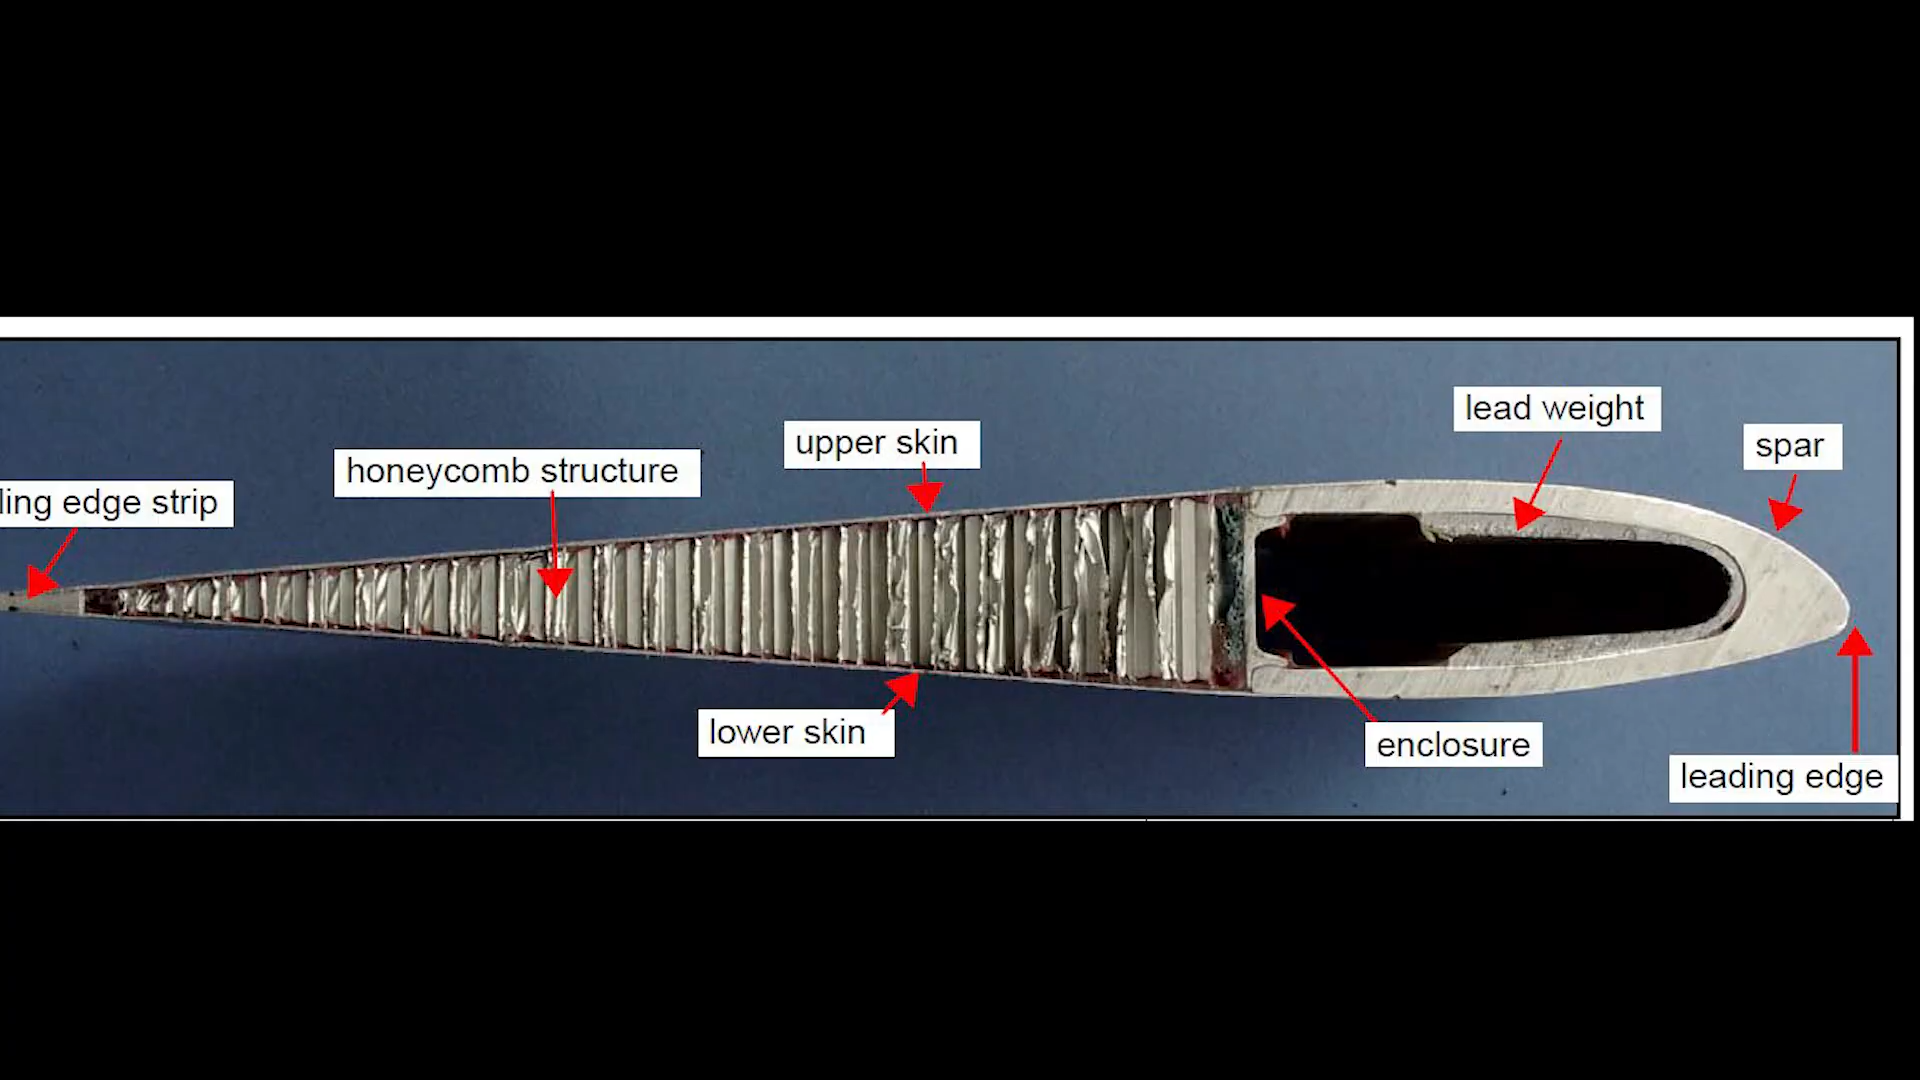 lead weight
spar
upper skin
honeycomb structure
ling edge strip
lower skin
enclosure
leading edge